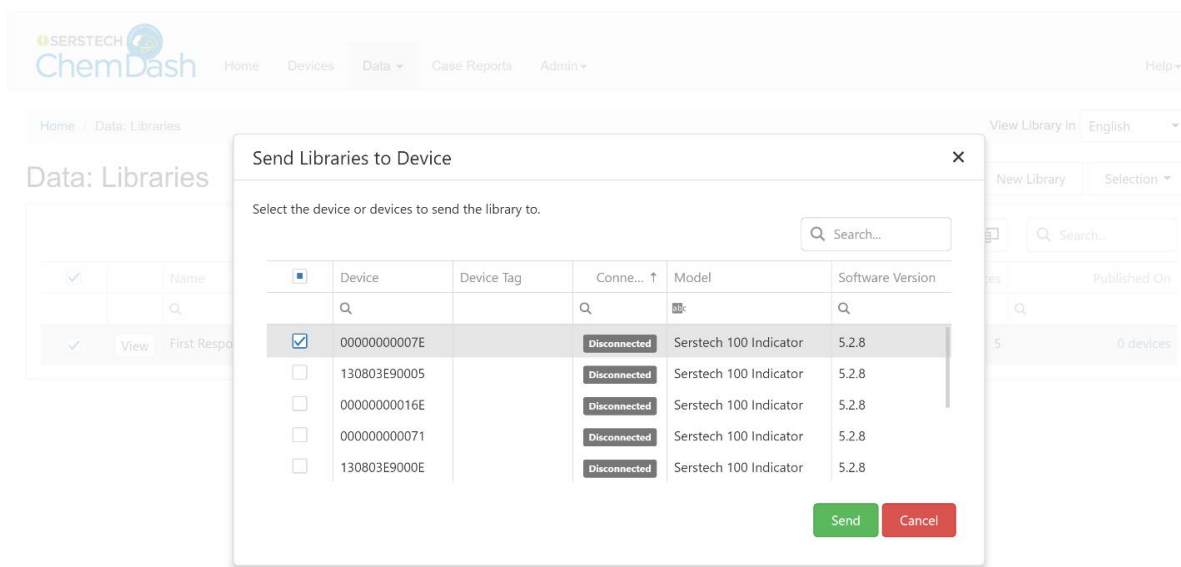 SERSTECH
ChemDash
Home Devices Data Case Reports Admin Help
Home / Data: Libraries
View Library in English
Send Libraries to Device
Data: Libraries
New Library Selection
Select the device or devices to send the library to.
Search...
Search...
Device Device Tag Conne... ↑ Model Software Version
Name Published On
abc
00000000007E Disconnected Serstech 100 Indicator 5.2.8
View First Respo 5 0 devices
130803E90005 Disconnected Serstech 100 Indicator 5.2.8
00000000016E Disconnected Serstech 100 Indicator 5.2.8
000000000071 Disconnected Serstech 100 Indicator 5.2.8
130803E9000E Disconnected Serstech 100 Indicator 5.2.8
Send Cancel